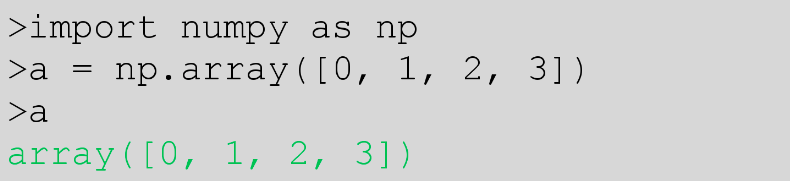 >import numpy as np
>a = np.array([0, 1, 2, 3])
>a
array([0, 1, 2, 3])